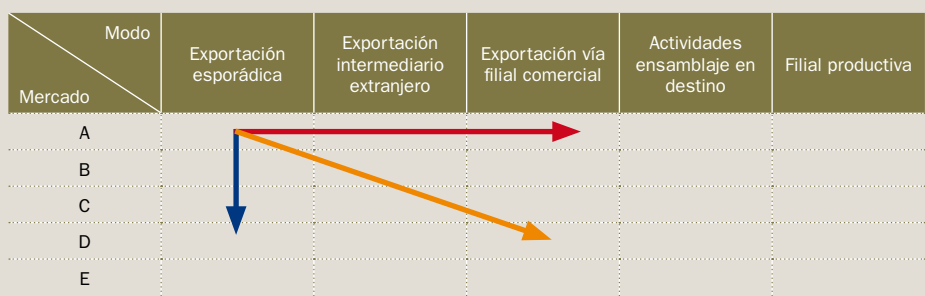 Modo
Mercado
Exportación
esporádica
Exportación
intermediario
extranjero
Exportación vía
filial comercial
Actividades
ensamblaje en
destino
Filial productiva
A
B
C
D
E